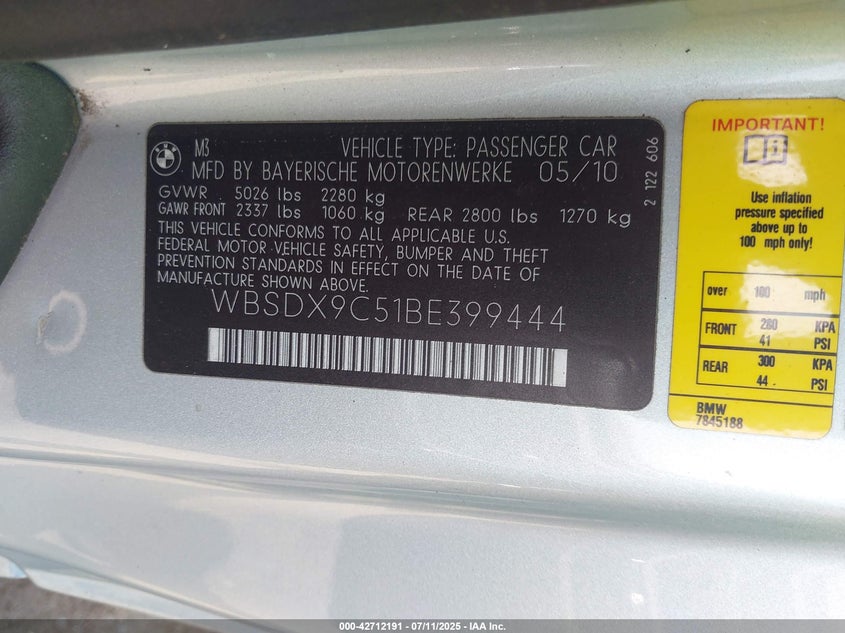 M3 VEHICLE TYPE: PASSENGER CAR
MFD BY BAYERISCHE MOTORENWERKE 05/10
GVWR 5026 lbs 2280 kg
GAWR FRONT 2337 lbs 1060 kg REAR 2800 lbs 1270 kg
THIS VEHICLE CONFORMS TO ALL APPLICABLE U.S.
FEDERAL MOTOR VEHICLE SAFETY, BUMPER AND THEFT
PREVENTION STANDARDS IN EFFECT ON THE DATE OF
MANUFACTURE SHOWN ABOVE.
WBSDX9C51BE399444
2 122 606
IMPORTANT!
Use inflation
pressure specified
above up to
100 mph only!
over 100 mph
FRONT 280 KPA
41 PSI
REAR 300 KPA
44 PSI
BMW
7845188
000-42712191 - 07/11/2025 - IAA Inc.